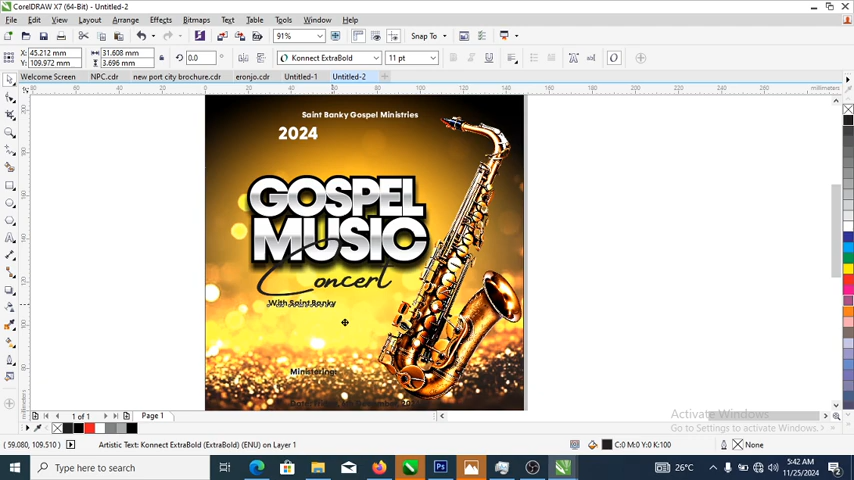 CorelDRAW X7 (64-Bit) - Untitled-2
File Edit View Layout Arrange Effects Bitmaps Text Table Tools Window Help
91% Snap To
X: 45.212 mm
Y: 109.972 mm
31.608 mm
3.696 mm
0.0
Konnect ExtraBold 11 pt
Welcome Screen NPC.cdr new port city brochure.cdr eronjo.cdr Untitled-1 Untitled-2
millimeters
Saint Banky Gospel Ministries
2024
GOSPEL
MUSIC
Concert
With Saint Banky
Ministering:
Activate Windows
Go to Settings to activate Windows.
1 of 1 Page 1
(59.080, 109.510) Artistic Text: Konnect ExtraBold (ExtraBold) (ENU) on Layer 1 C:0 M:0 Y:0 K:100 None
Type here to search
26°C
5:42 AM
11/25/2024